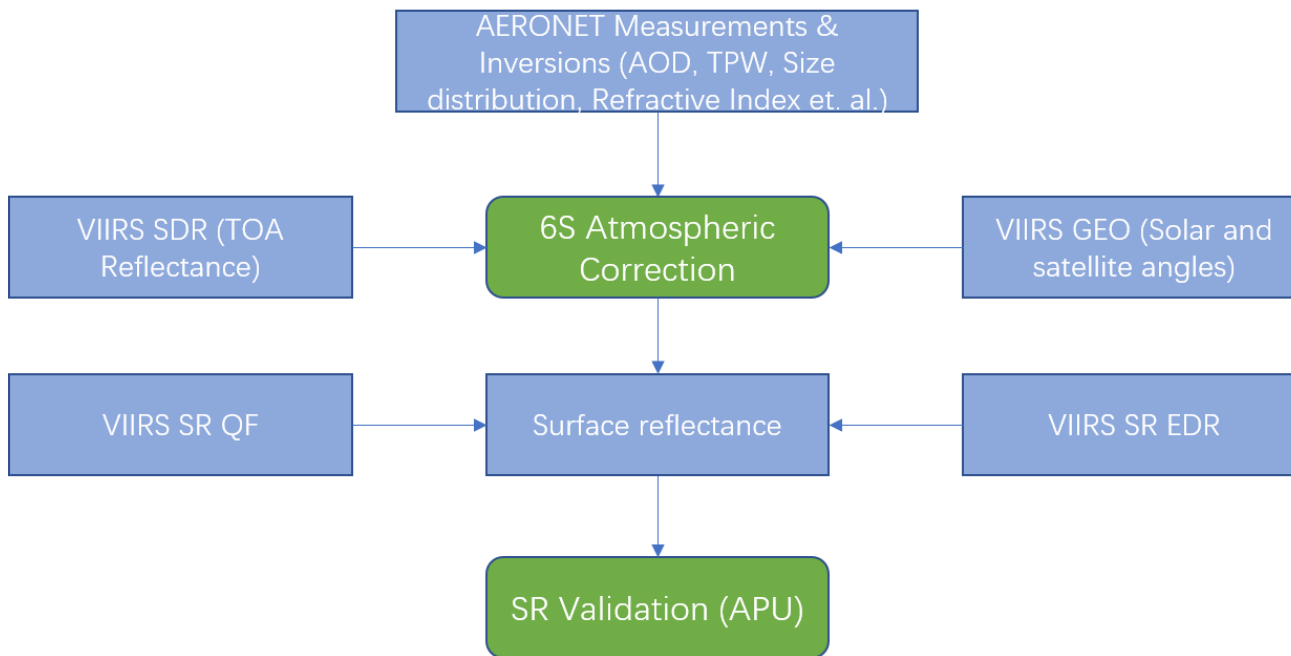 AERONET Measurements &
Inversions (AOD, TPW, Size
distribution, Refractive Index et. al.)
VIIRS SDR (TOA
Reflectance)
6S Atmospheric
Correction
VIIRS GEO (Solar and
satellite angles)
VIIRS SR QF
Surface reflectance
VIIRS SR EDR
SR Validation (APU)